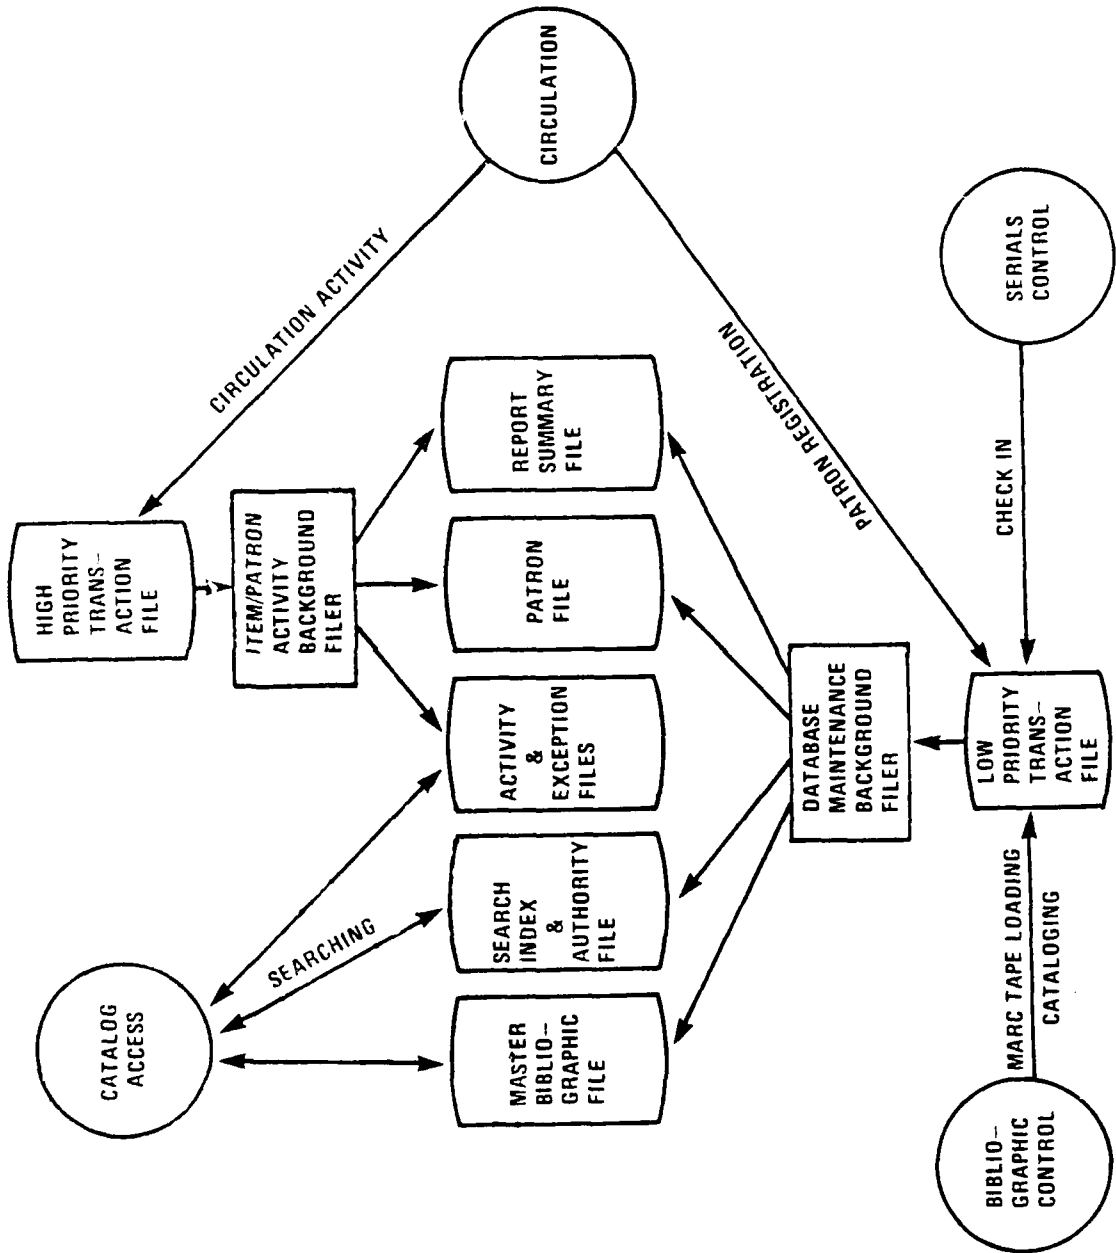 CATALOG
ACCESS
HIGH
PRIORITY
TRANS-
ACTION
FILE
CIRCULATION ACTIVITY
CIRCULATION
ITEM/PATRON
ACTIVITY
BACKGROUND
FILER
SEARCHING
MASTER
BIBLIO-
GRAPHIC
FILE
SEARCH
INDEX
&
AUTHORITY
FILE
ACTIVITY
&
EXCEPTION
FILES
PATRON
FILE
REPORT
SUMMARY
FILE
PATRON REGISTRATION
DATABASE
MAINTENANCE
BACKGROUND
FILER
BIBLIO-
GRAPHIC
CONTROL
MARC TAPE LOADING
CATALOGING
LOW
PRIORITY
TRANS-
ACTION
FILE
CHECK IN
SERIALS
CONTROL